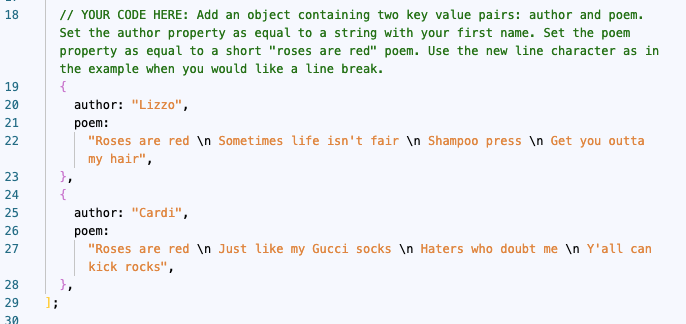 18 // YOUR CODE HERE: Add an object containing two key value pairs: author and poem.
Set the author property as equal to a string with your first name. Set the poem
property as equal to a short "roses are red" poem. Use the new line character as in
the example when you would like a line break.
19 {
20 author: "Lizzo",
21 poem:
22 "Roses are red \n Sometimes life isn't fair \n Shampoo press \n Get you outta
my hair",
23 },
24 {
25 author: "Cardi",
26 poem:
27 "Roses are red \n Just like my Gucci socks \n Haters who doubt me \n Y'all can
kick rocks",
28 },
29 ];
30